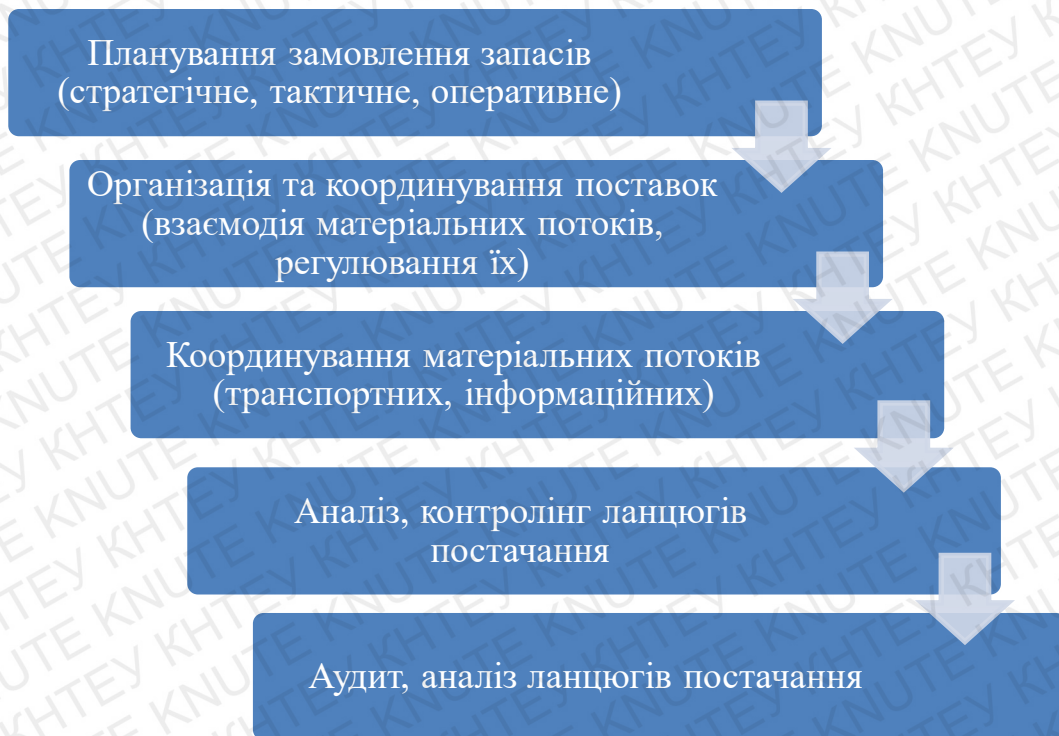 Планування замовлення запасів
(стратегічне, тактичне, оперативне)
Організація та координування поставок
(взаємодія матеріальних потоків,
регулювання їх)
Координування матеріальних потоків
(транспортних, інформаційних)
Аналіз, контролінг ланцюгів
постачання
Аудит, аналіз ланцюгів постачання